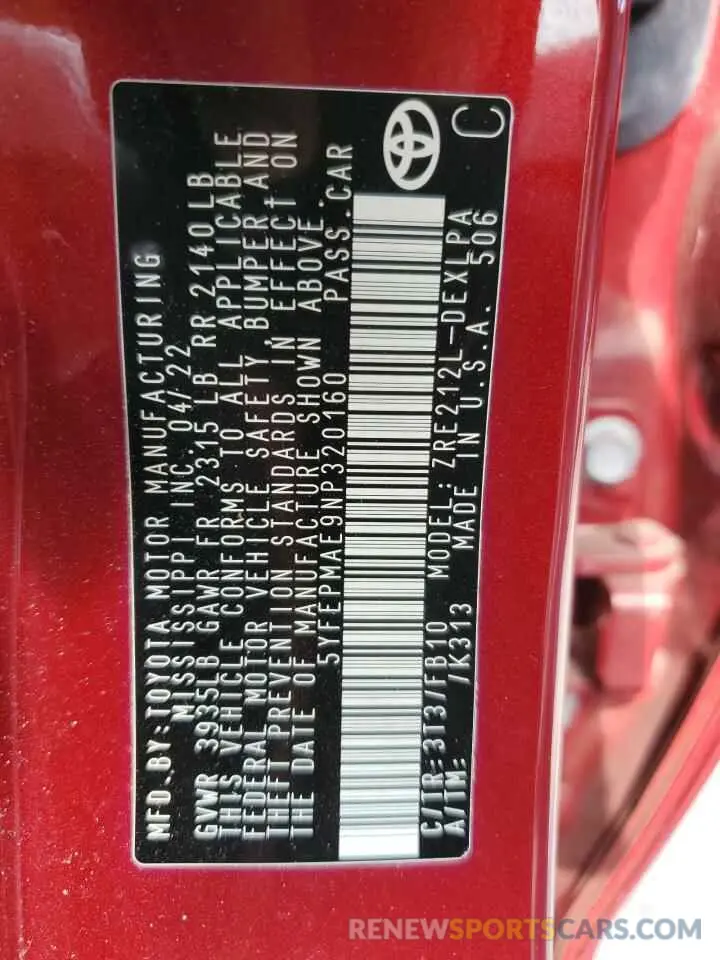 MFD.BY:TOYOTA MOTOR MANUFACTURING
MISSISSIPPI INC. 04/22
GVWR 3935LB GAWR FR 2315 LB RR 2140LB
THIS VEHICLE CONFORMS TO ALL APPLICABLE
FEDERAL MOTOR VEHICLE SAFETY, BUMPER AND
THEFT PREVENTION STANDARDS IN EFFECT ON
THE DATE OF MANUFACTURE SHOWN ABOVE.
5YFEPMAE9NP320160 PASS.CAR
C/TR:3T37/FB10 MODEL:ZRE212L-DEXLPA
A/TM: /K313 MADE IN U.S.A. 506
C
RENEWSPORTSCARS.COM